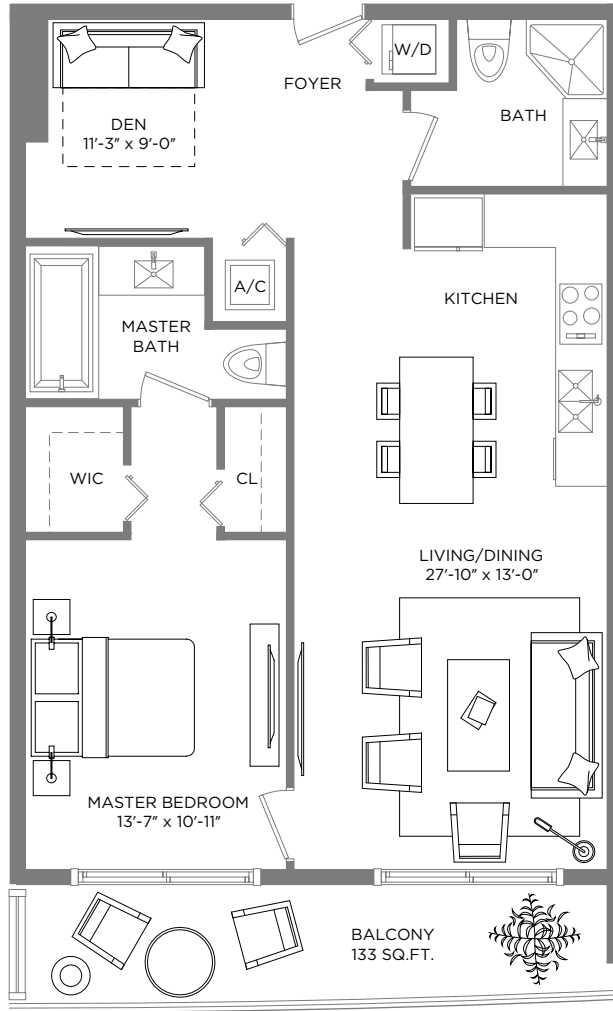 W/D
FOYER
BATH
DEN
11′-3″ x 9′-0″
A/C
KITCHEN
MASTER
BATH
WIC
CL
LIVING/DINING
27′-10″ x 13′-0″
MASTER BEDROOM
13′-7″ x 10′-11″
BALCONY
133 SQ.FT.